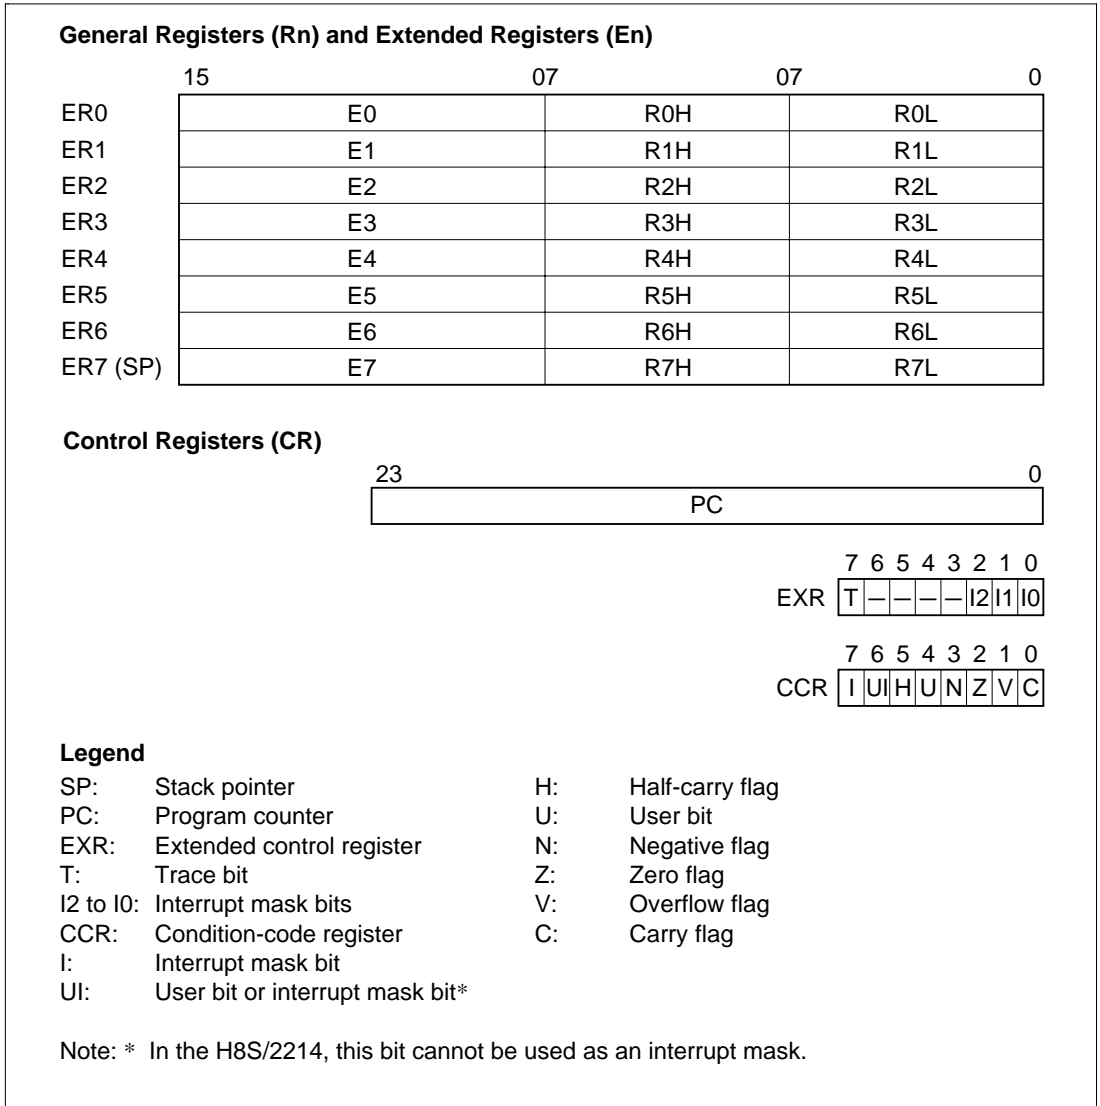 General Registers (Rn) and Extended Registers (En)
15 07 07 0
ER0 E0 R0H R0L
ER1 E1 R1H R1L
ER2 E2 R2H R2L
ER3 E3 R3H R3L
ER4 E4 R4H R4L
ER5 E5 R5H R5L
ER6 E6 R6H R6L
ER7 (SP) E7 R7H R7L
Control Registers (CR)
23 0
PC
7 6 5 4 3 2 1 0
EXR T — — — — I2 I1 I0
7 6 5 4 3 2 1 0
CCR I UI H U N Z V C
Legend
SP: Stack pointer H: Half-carry flag
PC: Program counter U: User bit
EXR: Extended control register N: Negative flag
T: Trace bit Z: Zero flag
I2 to I0: Interrupt mask bits V: Overflow flag
CCR: Condition-code register C: Carry flag
I: Interrupt mask bit
UI: User bit or interrupt mask bit*
Note: * In the H8S/2214, this bit cannot be used as an interrupt mask.